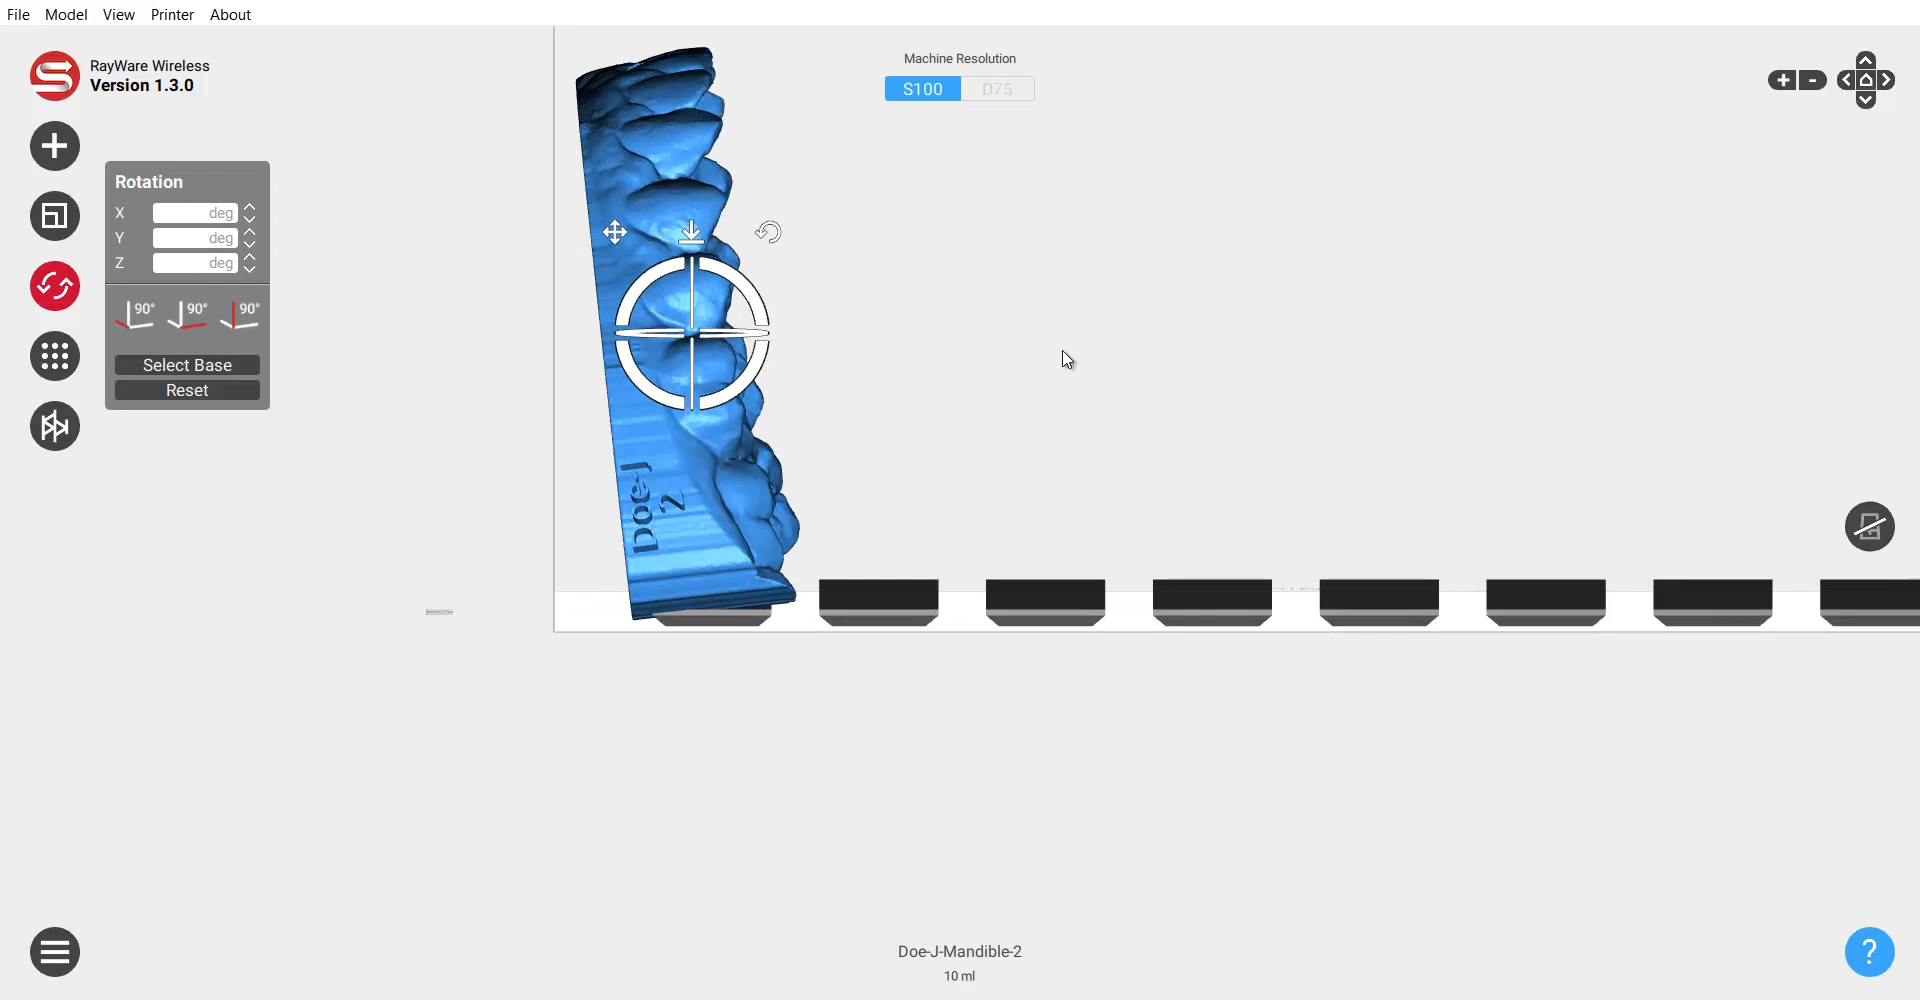 File Model View Printer About
RayWare Wireless
Version 1.3.0
Machine Resolution
S100 D75
Rotation
X deg
Y deg
Z deg
90° 90° 90°
Select Base
Reset
Doe-J
2
Doe-J-Mandible-2
10 ml
?